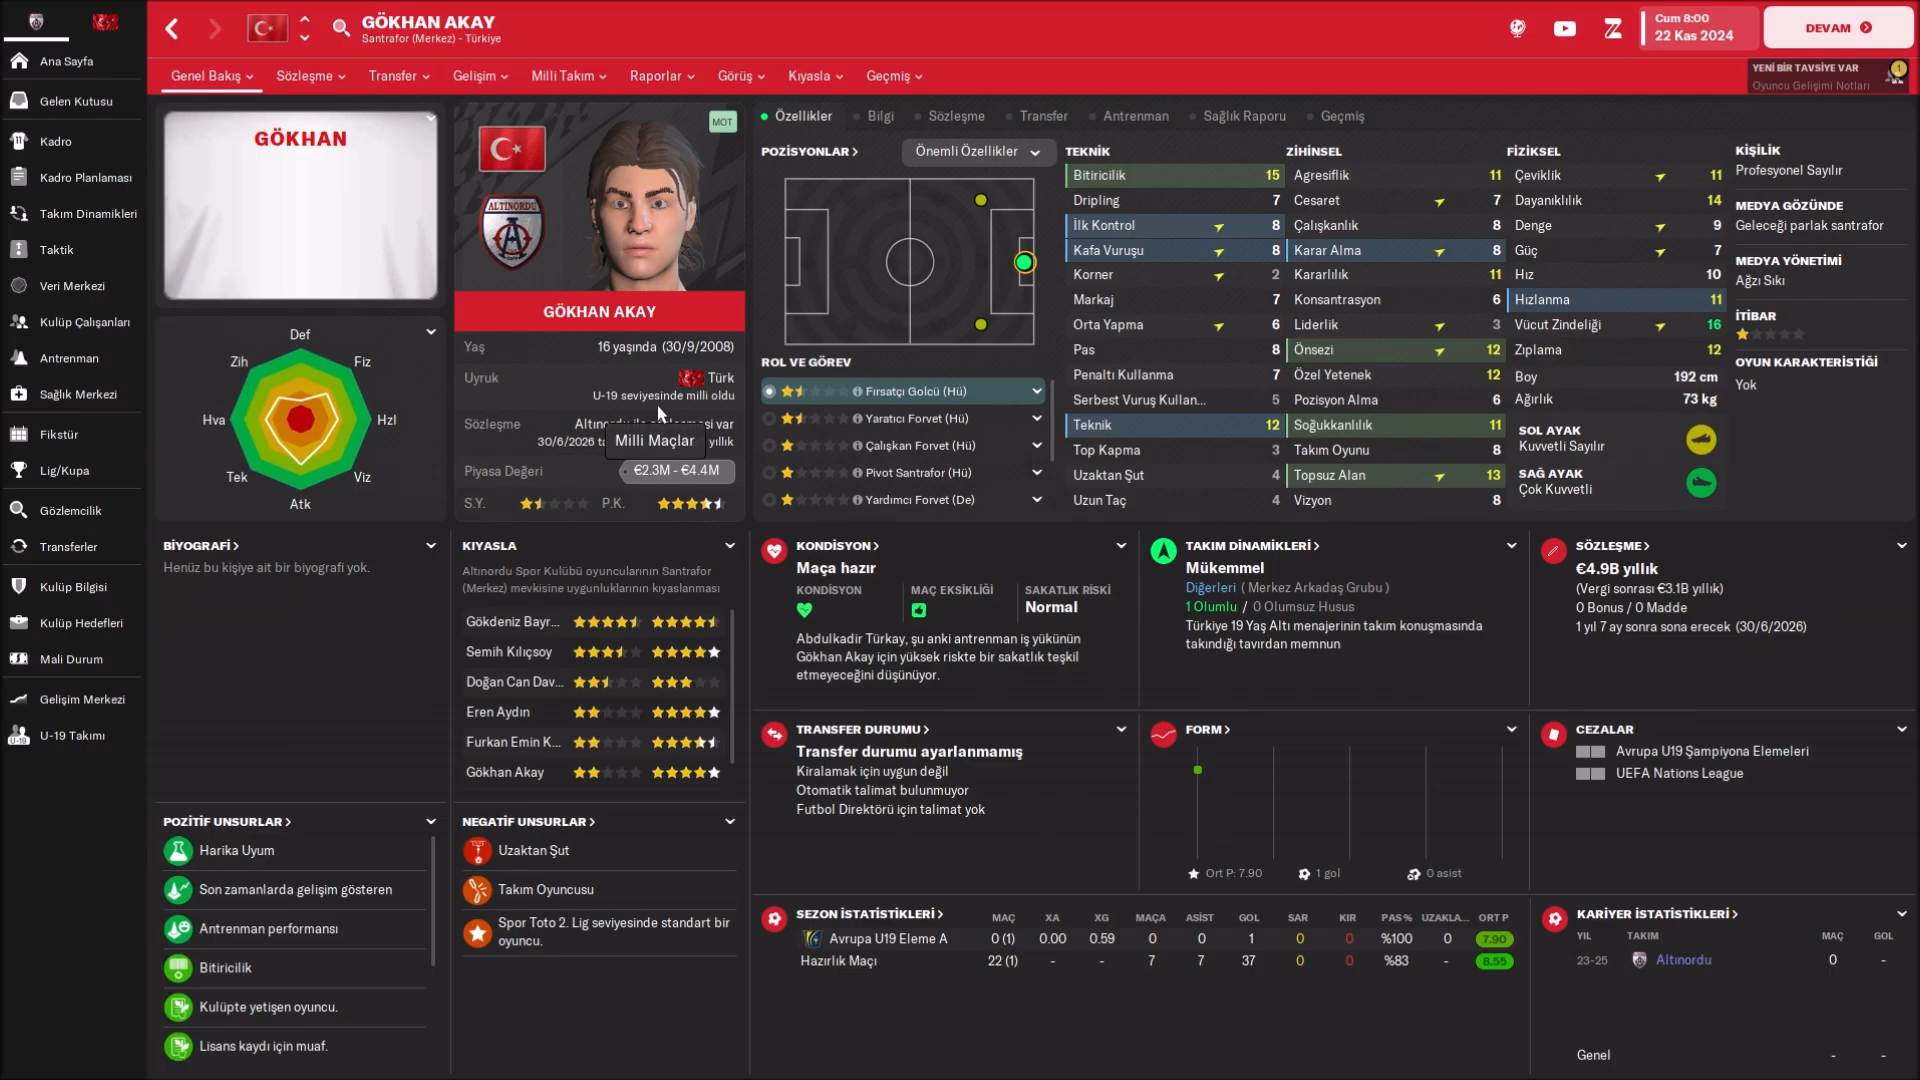 GÖKHAN AKAY
Santrafor (Merkez) - Türkiye
Cum 8:00
22 Kas 2024
DEVAM
Genel Bakış
Sözleşme
Transfer
Gelişim
Milli Takım
Raporlar
Görüş
Kıyasla
Geçmiş
YENİ BİR TAVSİYE VAR
Oyuncu Gelişimi Notları
1
Ana Sayfa
Gelen Kutusu
Kadro
Kadro Planlaması
Takım Dinamikleri
Taktik
Veri Merkezi
Kulüp Çalışanları
Antrenman
Sağlık Merkezi
Fikstür
Lig/Kupa
Gözlemcilik
Transferler
Kulüp Bilgisi
Kulüp Hedefleri
Mali Durum
Gelişim Merkezi
U-19 Takımı
GÖKHAN
Def
Zih
Fiz
Hva
Hzl
Tek
Viz
Atk
MOT
ALTINORDU
GÖKHAN AKAY
Yaş 16 yaşında (30/9/2008)
Uyruk Türk
U-19 seviyesinde milli oldu
Sözleşme
30/6/2026
yıllık
Milli Maçlar
Piyasa Değeri €2.3M - €4.4M
S.Y. P.K.
Özellikler
Bilgi
Sözleşme
Transfer
Antrenman
Sağlık Raporu
Geçmiş
POZİSYONLAR
Önemli Özellikler
ROL VE GÖREV
Fırsatçı Golcü (Hü)
Yaratıcı Forvet (Hü)
Çalışkan Forvet (Hü)
Pivot Santrafor (Hü)
Yardımcı Forvet (De)
TEKNİK
Bitiricilik 15
Dripling 7
İlk Kontrol 8
Kafa Vuruşu 8
Korner 2
Markaj 7
Orta Yapma 6
Pas 8
Penaltı Kullanma 7
Serbest Vuruş Kullan... 5
Teknik 12
Top Kapma 3
Uzaktan Şut 4
Uzun Taç 4
ZİHİNSEL
Agresiflik 11
Cesaret 7
Çalışkanlık 8
Karar Alma 8
Kararlılık 11
Konsantrasyon 6
Liderlik 3
Önsezi 12
Özel Yetenek 12
Pozisyon Alma 6
Soğukkanlılık 11
Takım Oyunu 8
Topsuz Alan 13
Vizyon 8
FİZİKSEL
Çeviklik 11
Dayanıklılık 14
Denge 9
Güç 7
Hız 10
Hızlanma 11
Vücut Zindeliği 16
Zıplama 12
Boy 192 cm
Ağırlık 73 kg
SOL AYAK
Kuvvetli Sayılır
SAĞ AYAK
Çok Kuvvetli
KİŞİLİK
Profesyonel Sayılır
MEDYA GÖZÜNDE
Geleceği parlak santrafor
MEDYA YÖNETİMİ
Ağzı Sıkı
İTİBAR
OYUN KARAKTERİSTİĞİ
Yok
BİYOGRAFİ
Henüz bu kişiye ait bir biyografi yok.
KIYASLA
Altınordu Spor Kulübü oyuncularının Santrafor
(Merkez) mevkisine uygunluklarının kıyaslanması
Gökdeniz Bayr...
Semih Kılıçsoy
Doğan Can Dav...
Eren Aydın
Furkan Emin K...
Gökhan Akay
KONDİSYON
Maça hazır
KONDİSYON MAÇ EKSİKLİĞİ SAKATLIK RİSKİ
Normal
Abdulkadir Türkay, şu anki antrenman iş yükünün
Gökhan Akay için yüksek riskte bir sakatlık teşkil
etmeyeceğini düşünüyor.
TAKIM DİNAMİKLERİ
Mükemmel
Diğerleri ( Merkez Arkadaş Grubu )
1 Olumlu / 0 Olumsuz Husus
Türkiye 19 Yaş Altı menajerinin takım konuşmasında
takındığı tavırdan memnun
SÖZLEŞME
€4.9B yıllık
(Vergi sonrası €3.1B yıllık)
0 Bonus / 0 Madde
1 yıl 7 ay sonra sona erecek (30/6/2026)
TRANSFER DURUMU
Transfer durumu ayarlanmamış
Kiralamak için uygun değil
Otomatik talimat bulunmuyor
Futbol Direktörü için talimat yok
FORM
Ort P: 7.90 1 gol 0 asist
CEZALAR
Avrupa U19 Şampiyona Elemeleri
UEFA Nations League
POZİTİF UNSURLAR
Harika Uyum
Son zamanlarda gelişim gösteren
Antrenman performansı
Bitiricilik
Kulüpte yetişen oyuncu.
Lisans kaydı için muaf.
NEGATİF UNSURLAR
Uzaktan Şut
Takım Oyuncusu
Spor Toto 2. Lig seviyesinde standart bir
oyuncu.
SEZON İSTATİSTİKLERİ MAÇ XA XG MAÇA ASİST GOL SAR KIR PAS % UZAKLA... ORT P
Avrupa U19 Eleme A 0 (1) 0.00 0.59 0 0 1 0 0 %100 0 7.90
Hazırlık Maçı 22 (1) - - 7 7 37 0 0 %83 - 8.55
KARİYER İSTATİSTİKLERİ
YIL TAKIM MAÇ GOL
23-25 Altınordu 0 -
Genel - -